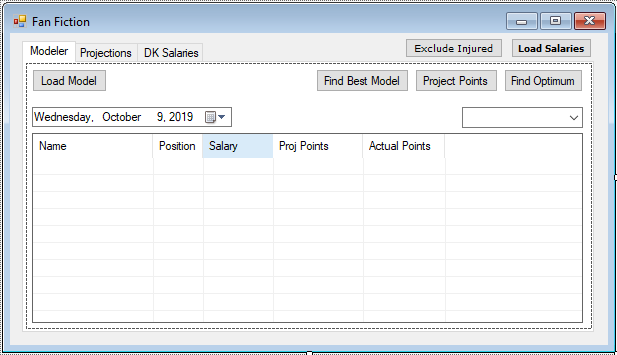 Fan Fiction
Modeler Projections DK Salaries Exclude Injured Load Salaries
Load Model Find Best Model Project Points Find Optimum
Wednesday, October 9, 2019
Name Position Salary Proj Points Actual Points